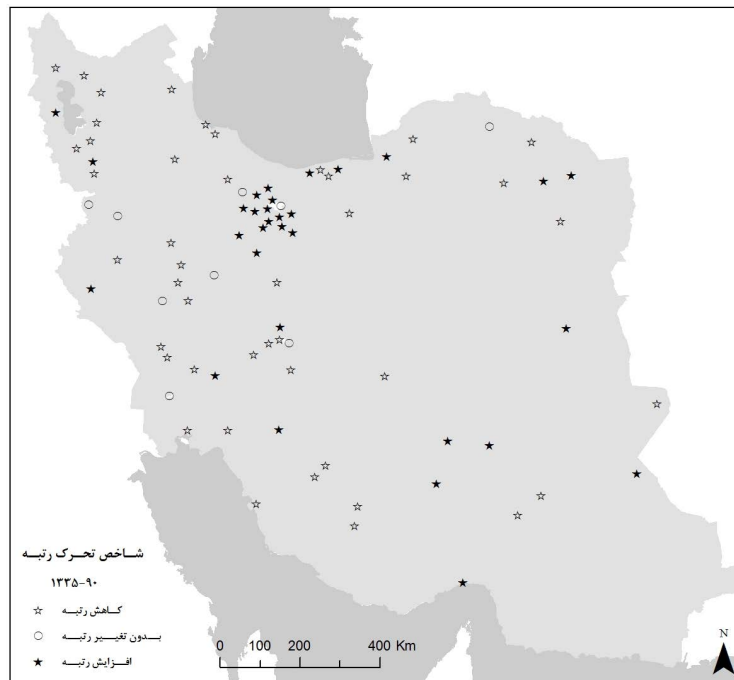 شاخص تحرک رتبه
۱۳۳۵-۹۰
کاهش رتبه
بدون تغییر رتبه
افزایش رتبه
0 100 200 400 Km
N